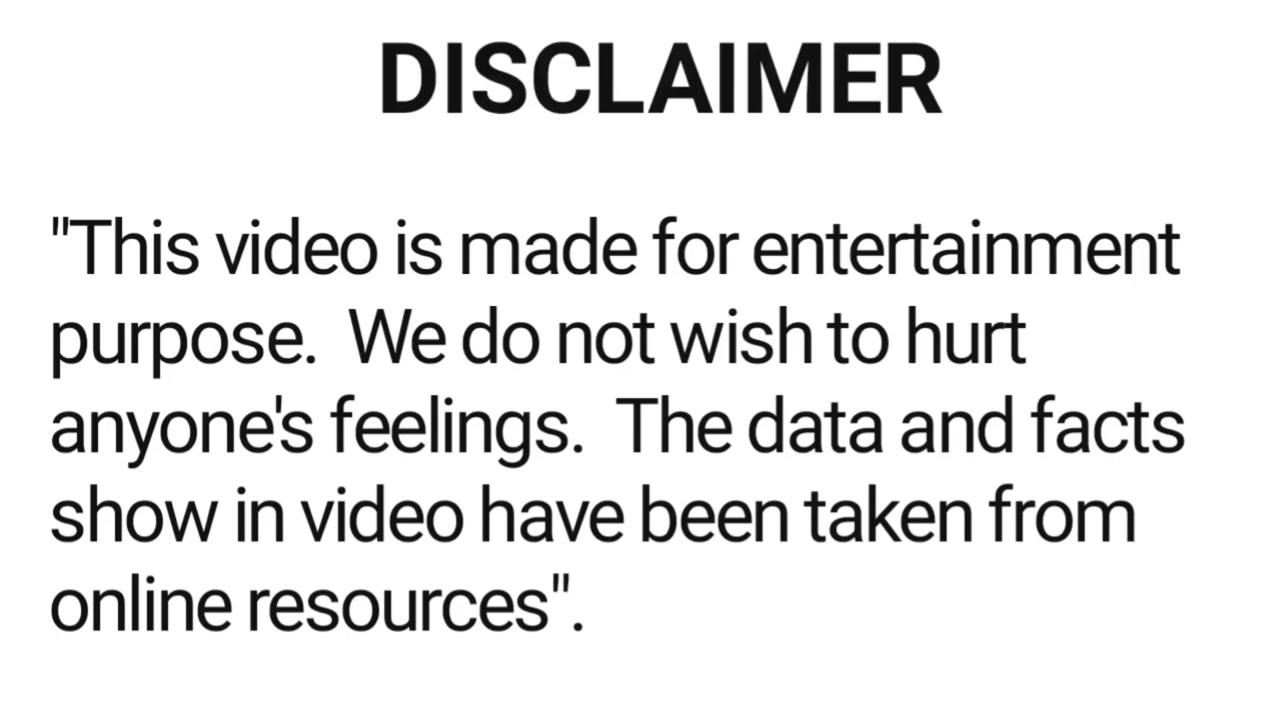 DISCLAIMER
"This video is made for entertainment
purpose.  We do not wish to hurt
anyone's feelings.  The data and facts
show in video have been taken from
online resources".